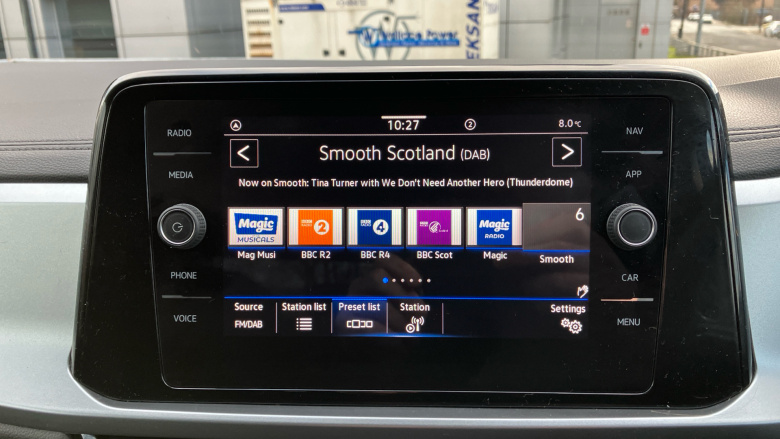 EKSAN
RADIO
MEDIA
PHONE
VOICE
NAV
APP
CAR
MENU
A
10:27
2
8.0°C
<
Smooth Scotland (DAB)
>
Now on Smooth: Tina Turner with We Don't Need Another Hero (Thunderdome)
Magic
MUSICALS
2
4
Magic
RADIO
6
Mag Musi
BBC R2
BBC R4
BBC Scot
Magic
Smooth
Source
FM/DAB
Station list
Preset list
Station
Settings